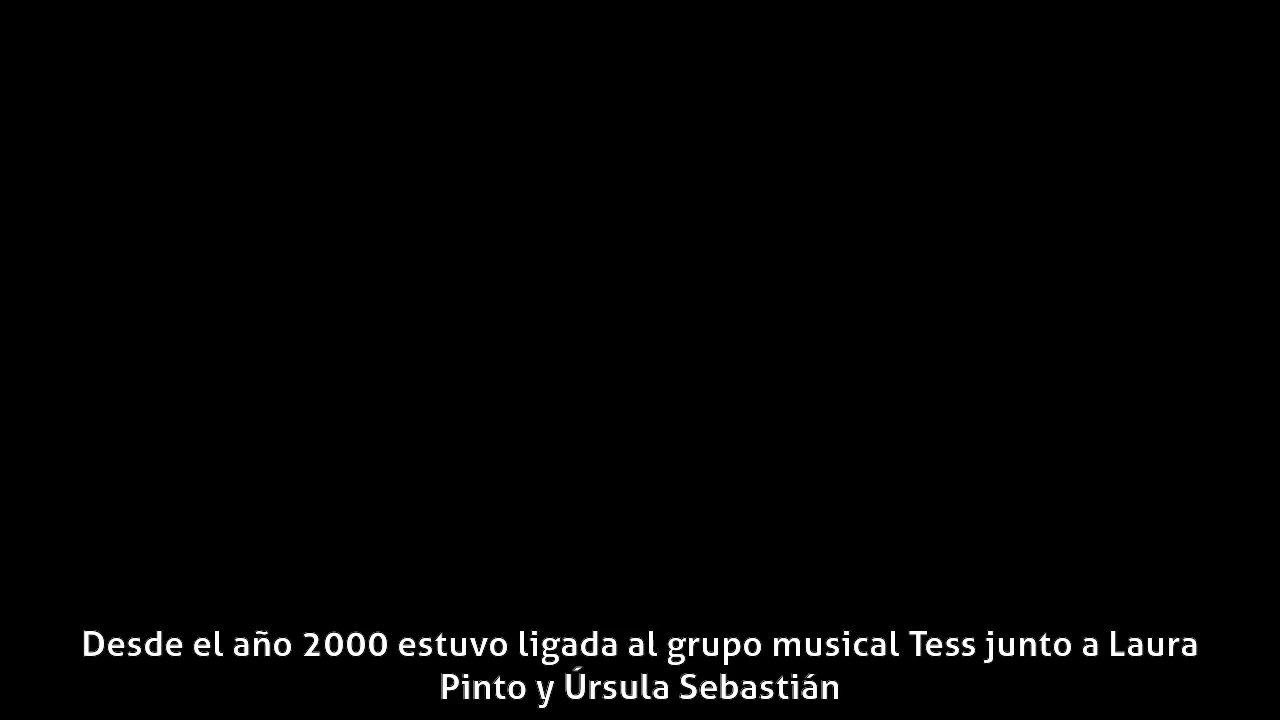 Desde el año 2000 estuvo ligada al grupo musical Tess junto a Laura
Pinto y Úrsula Sebastián